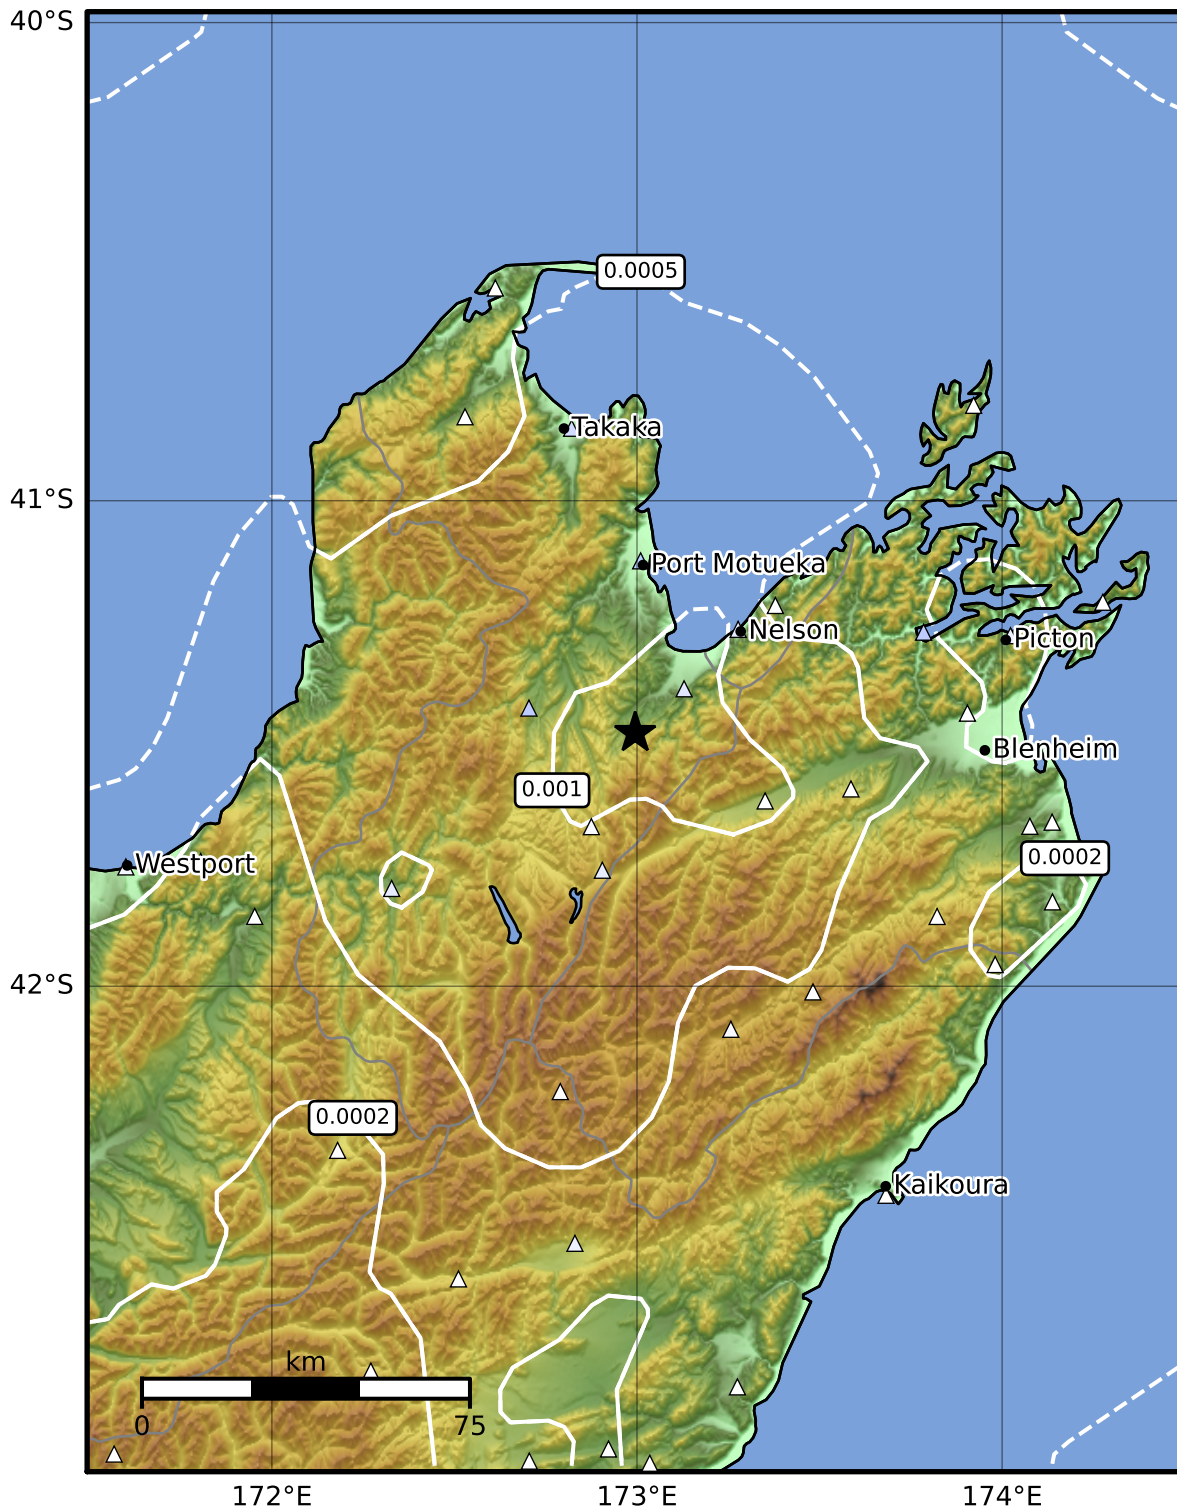 40°S
0.0005
Takaka
41°S
Port Motueka
Nelson
Picton
Blenheim
0.001
Westport
0.0002
42°S
0.0002
Kaikoura
km
0 75
172°E 173°E 174°E